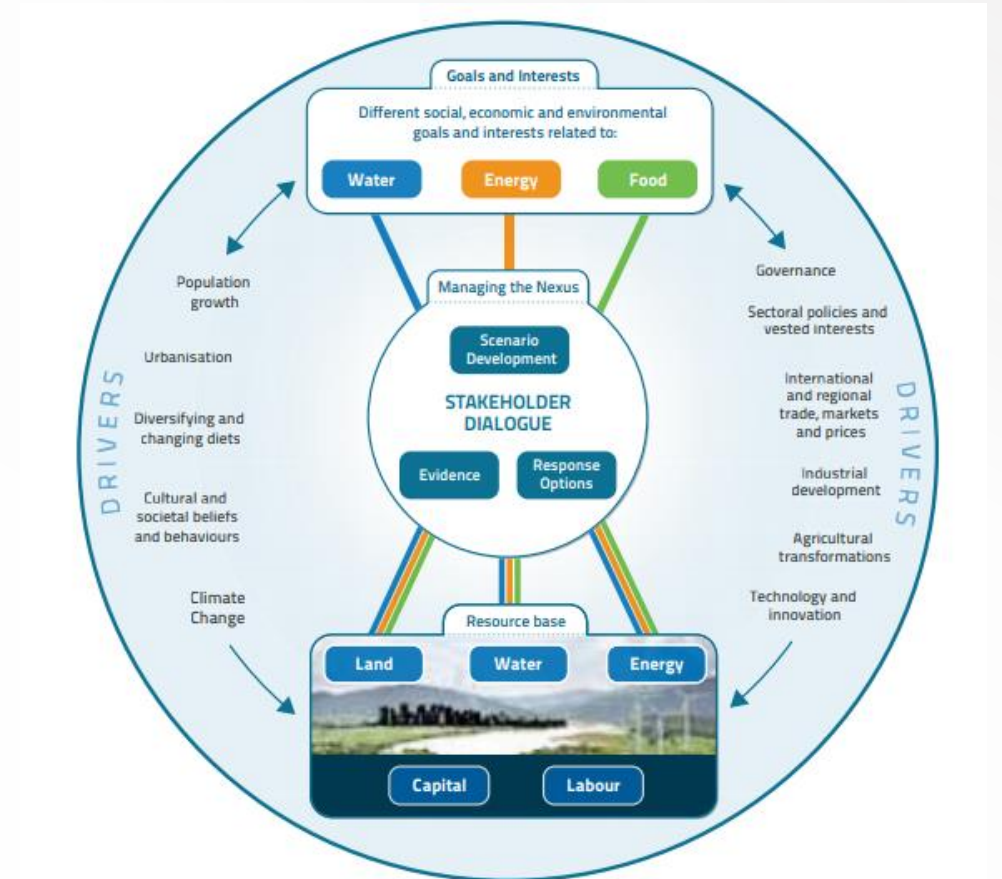 Goals and Interests
Different social, economic and environmental
goals and interests related to:
Water
Energy
Food
Managing the Nexus
Scenario
Development
STAKEHOLDER
DIALOGUE
Evidence
Response
Options
DRIVERS
Population
growth
Urbanisation
Diversifying and
changing diets
Cultural and
societal beliefs
and behaviours
Climate
Change
Governance
Sectoral policies and
vested interests
International
and regional
trade, markets
and prices
Industrial
development
Agricultural
transformations
Technology and
innovation
DRIVERS
Resource base
Land
Water
Energy
Capital
Labour